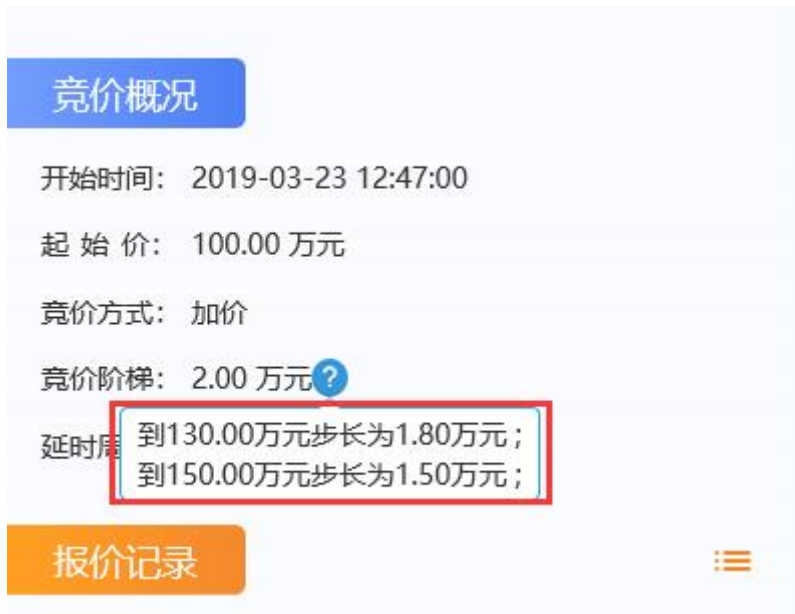 竞价概况
开始时间： 2019-03-23 12:47:00
起 始 价： 100.00 万元
竞价方式： 加价
竞价阶梯： 2.00 万元?
延时
到130.00万元步长为1.80万元；
到150.00万元步长为1.50万元；
报价记录